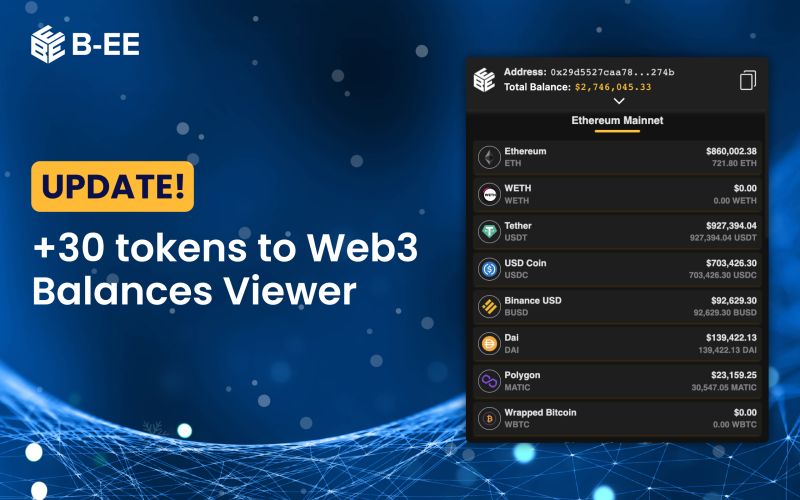 B-EE
UPDATE!
+30 tokens to Web3
Balances Viewer
Address: 0x29d5527caa78...274b
Total Balance: $2,746,045.33
Ethereum Mainnet
Ethereum $860,002.38
ETH 721.80 ETH
WETH $0.00
WETH 0.00 WETH
Tether $927,394.04
USDT 927,394.04 USDT
USD Coin $703,426.30
USDC 703,426.30 USDC
Binance USD $92,629.30
BUSD 92,629.30 BUSD
Dai $139,422.13
DAI 139,422.13 DAI
Polygon $23,159.25
MATIC 30,547.05 MATIC
Wrapped Bitcoin $0.00
WBTC 0.00 WBTC